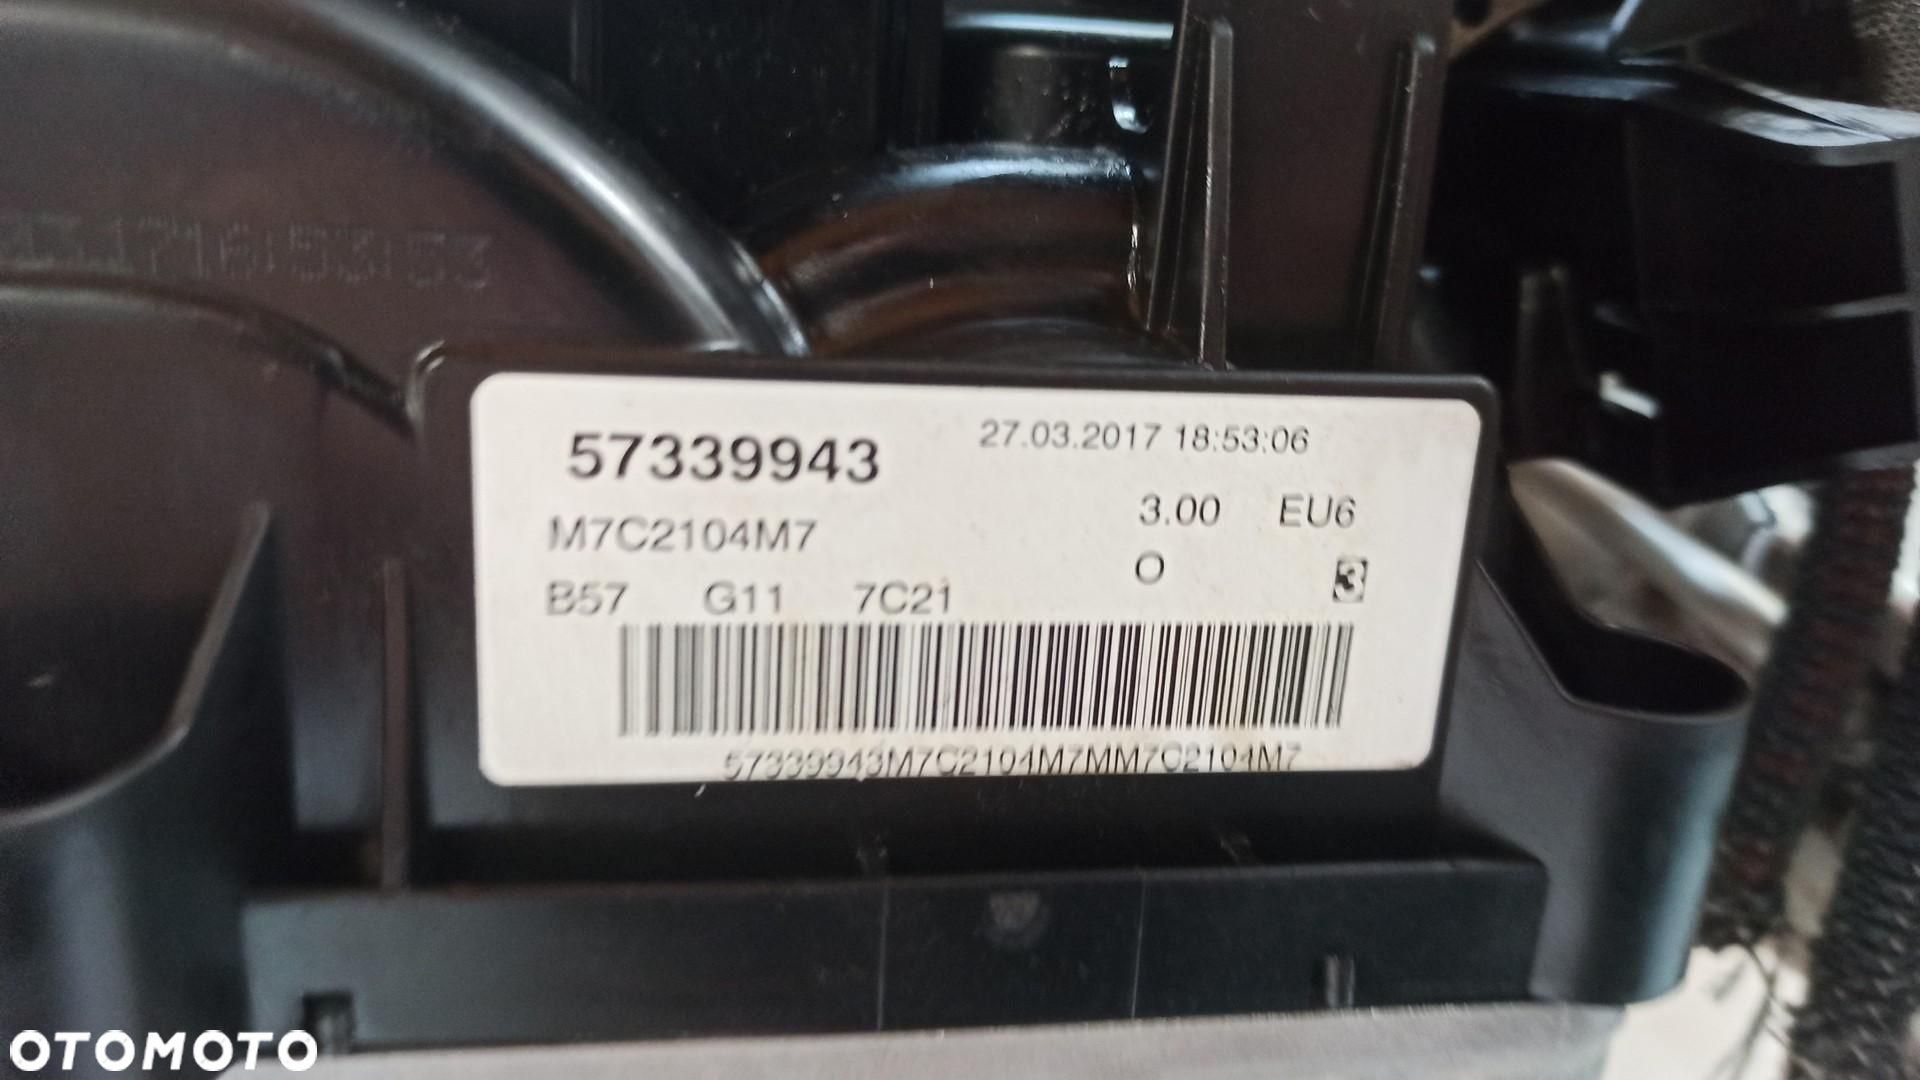 57339943
27.03.2017 18:53:06
M7C2104M7
3.00 EU6
O 3
B57 G11 7C21
57339943M7C2104M7MM7C2104M7
OTOMOTO